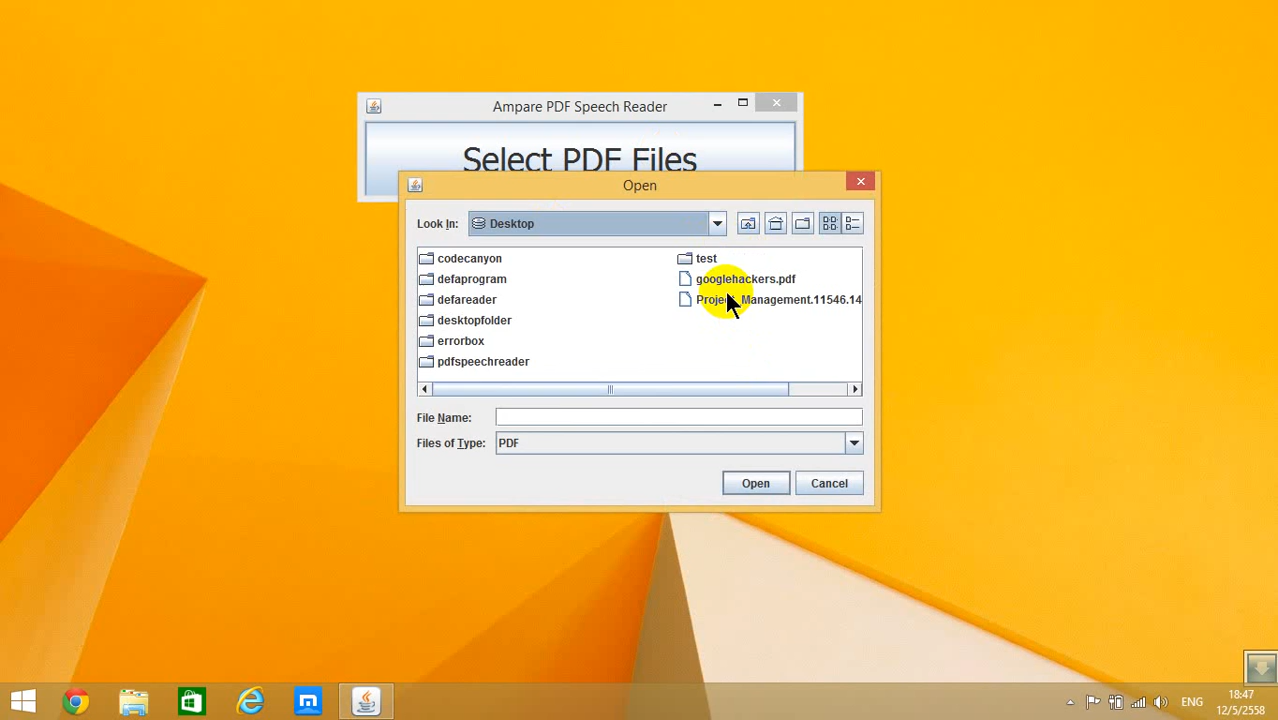 Ampare PDF Speech Reader
Select PDF Files
Open
Look In: Desktop
codecanyon
defaprogram
defareader
desktopfolder
errorbox
pdfspeechreader
test
googlehackers.pdf
Project_Management.11546.14
File Name:
Files of Type: PDF
Open Cancel
ENG
18:47
12/5/2558